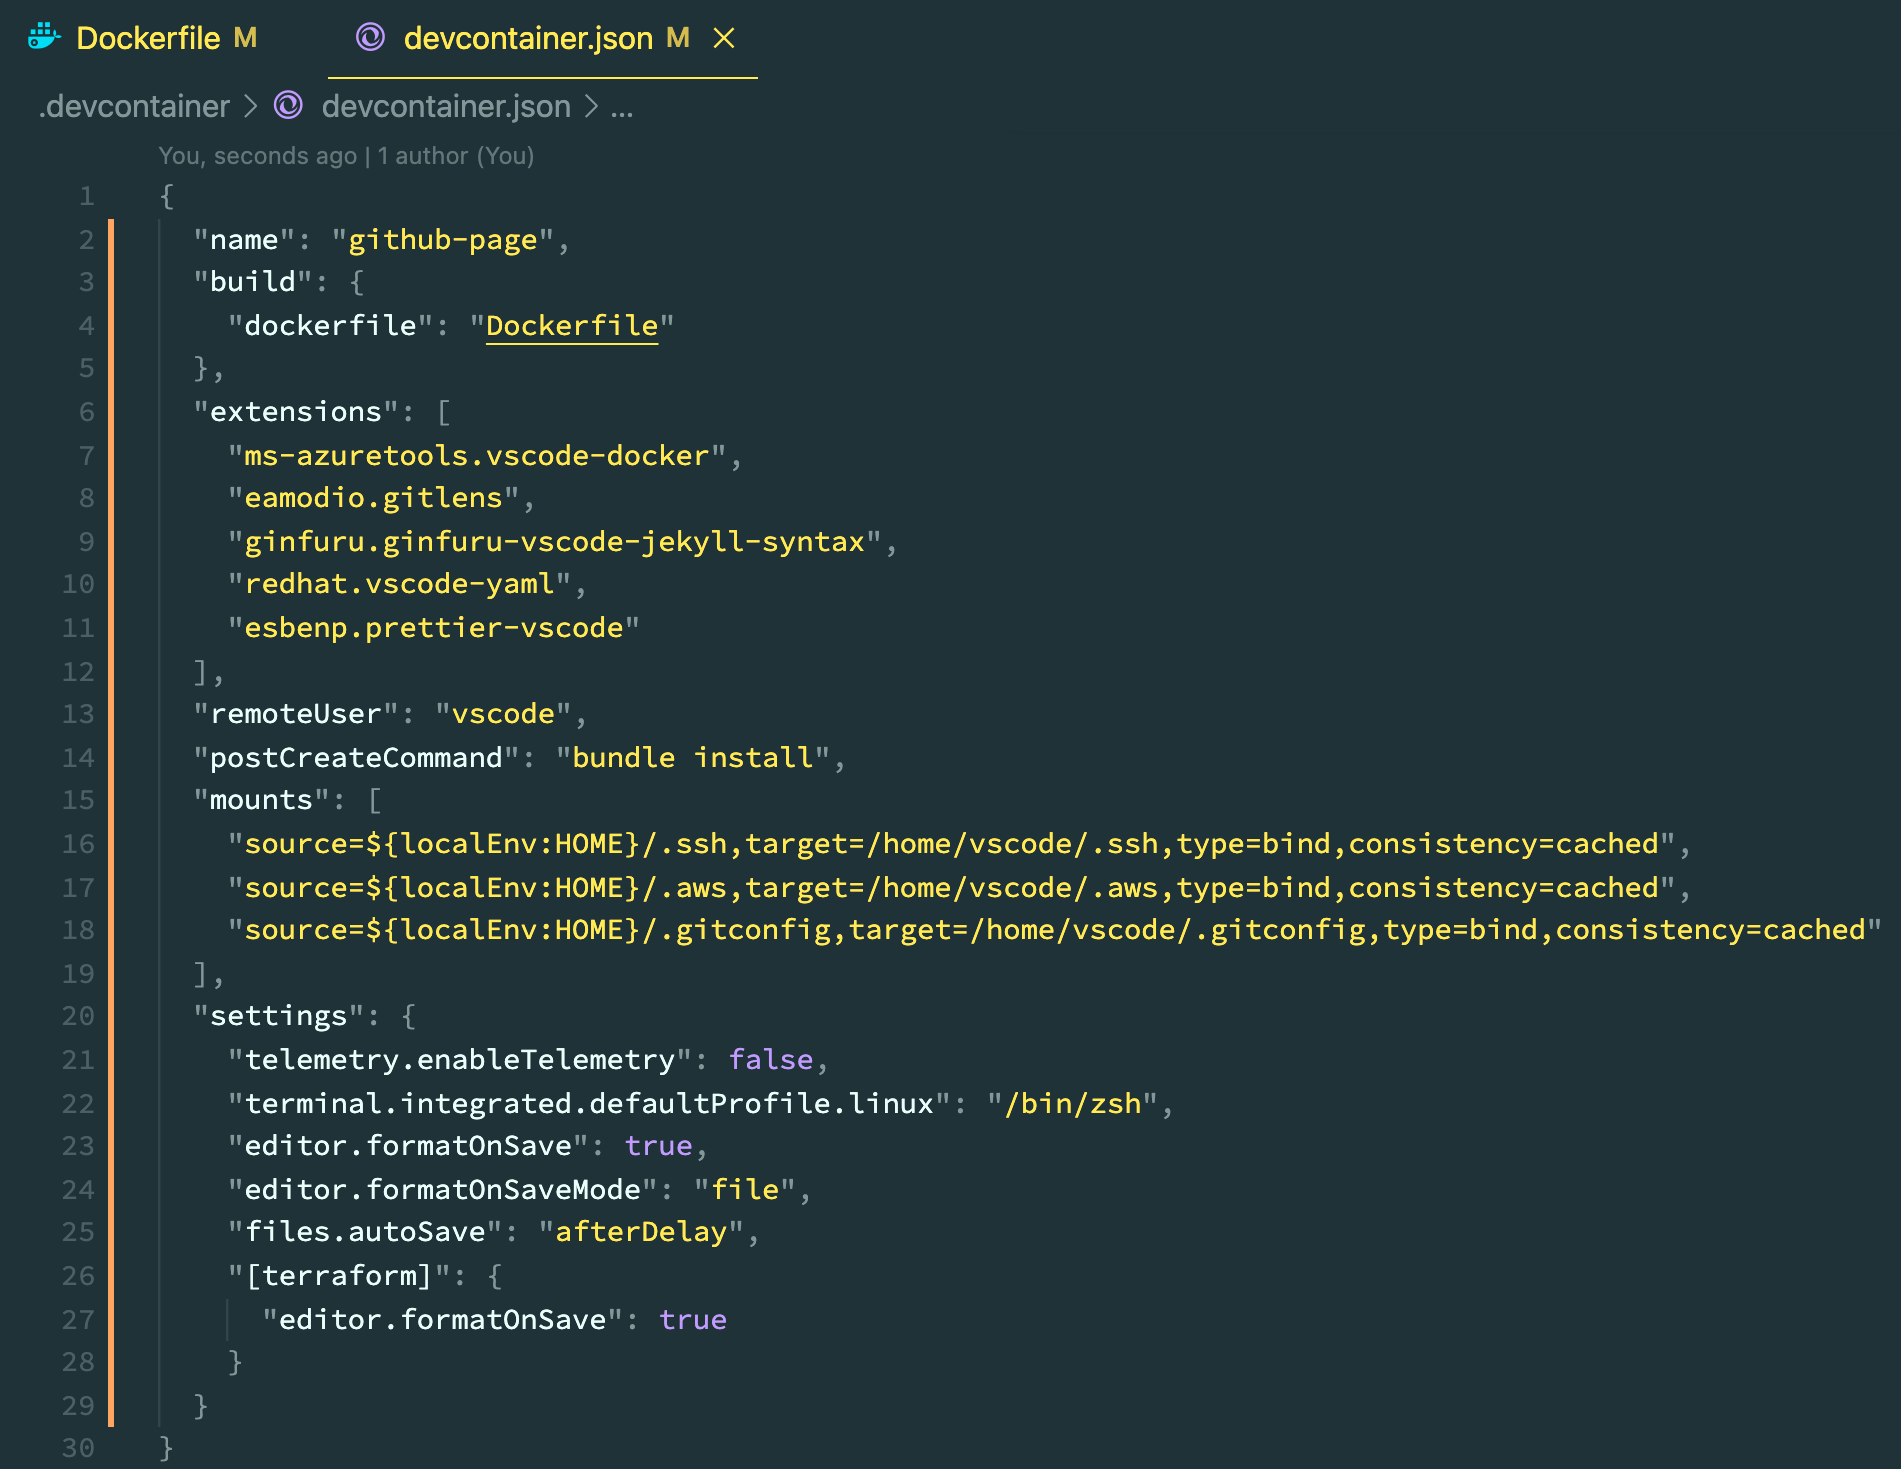 Dockerfile M devcontainer.json M
.devcontainer > devcontainer.json > ...
You, seconds ago | 1 author (You)
1 {
2 "name": "github-page",
3 "build": {
4 "dockerfile": "Dockerfile"
5 },
6 "extensions": [
7 "ms-azuretools.vscode-docker",
8 "eamodio.gitlens",
9 "ginfuru.ginfuru-vscode-jekyll-syntax",
10 "redhat.vscode-yaml",
11 "esbenp.prettier-vscode"
12 ],
13 "remoteUser": "vscode",
14 "postCreateCommand": "bundle install",
15 "mounts": [
16 "source=${localEnv:HOME}/.ssh,target=/home/vscode/.ssh,type=bind,consistency=cached",
17 "source=${localEnv:HOME}/.aws,target=/home/vscode/.aws,type=bind,consistency=cached",
18 "source=${localEnv:HOME}/.gitconfig,target=/home/vscode/.gitconfig,type=bind,consistency=cached"
19 ],
20 "settings": {
21 "telemetry.enableTelemetry": false,
22 "terminal.integrated.defaultProfile.linux": "/bin/zsh",
23 "editor.formatOnSave": true,
24 "editor.formatOnSaveMode": "file",
25 "files.autoSave": "afterDelay",
26 "[terraform]": {
27 "editor.formatOnSave": true
28 }
29 }
30 }